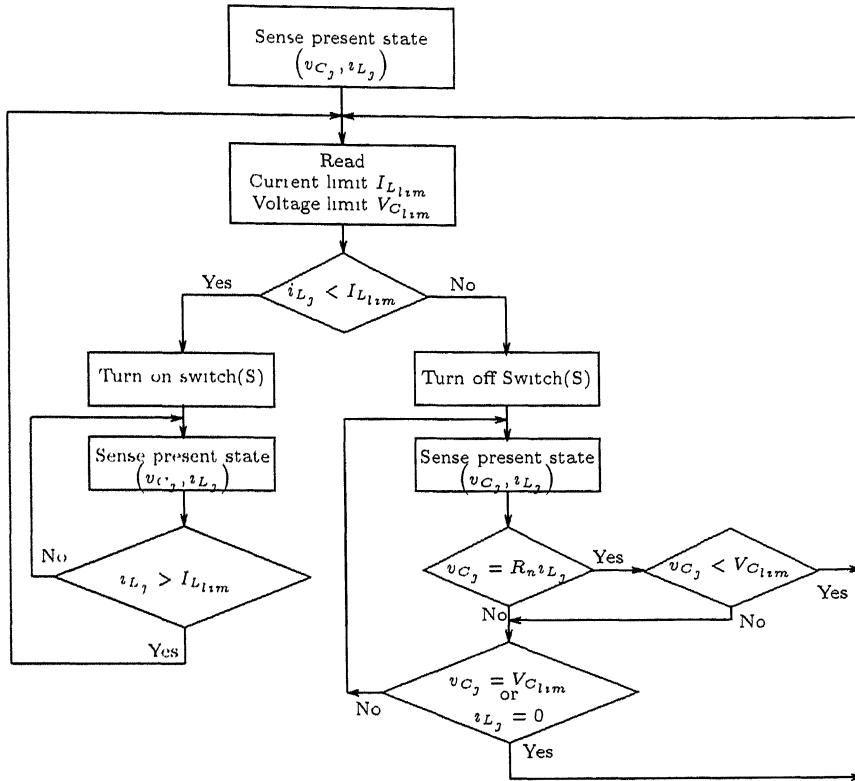 Sense present state
(v_{C_j}, i_{L_j})
Read
Current limit I_{L_{lim}}
Voltage limit V_{C_{lim}}
Yes
i_{L_j} < I_{L_{lim}}
No
Turn on switch(S)
Turn off Switch(S)
Sense present state
(v_{C_j}, i_{L_j})
Sense present state
(v_{C_j}, i_{L_j})
No
i_{L_j} > I_{L_{lim}}
Yes
v_{C_j} = R_n i_{L_j}
Yes
v_{C_j} < V_{C_{lim}}
Yes
No
No
v_{C_j} = V_{C_{lim}}
or
i_{L_j} = 0
No
Yes